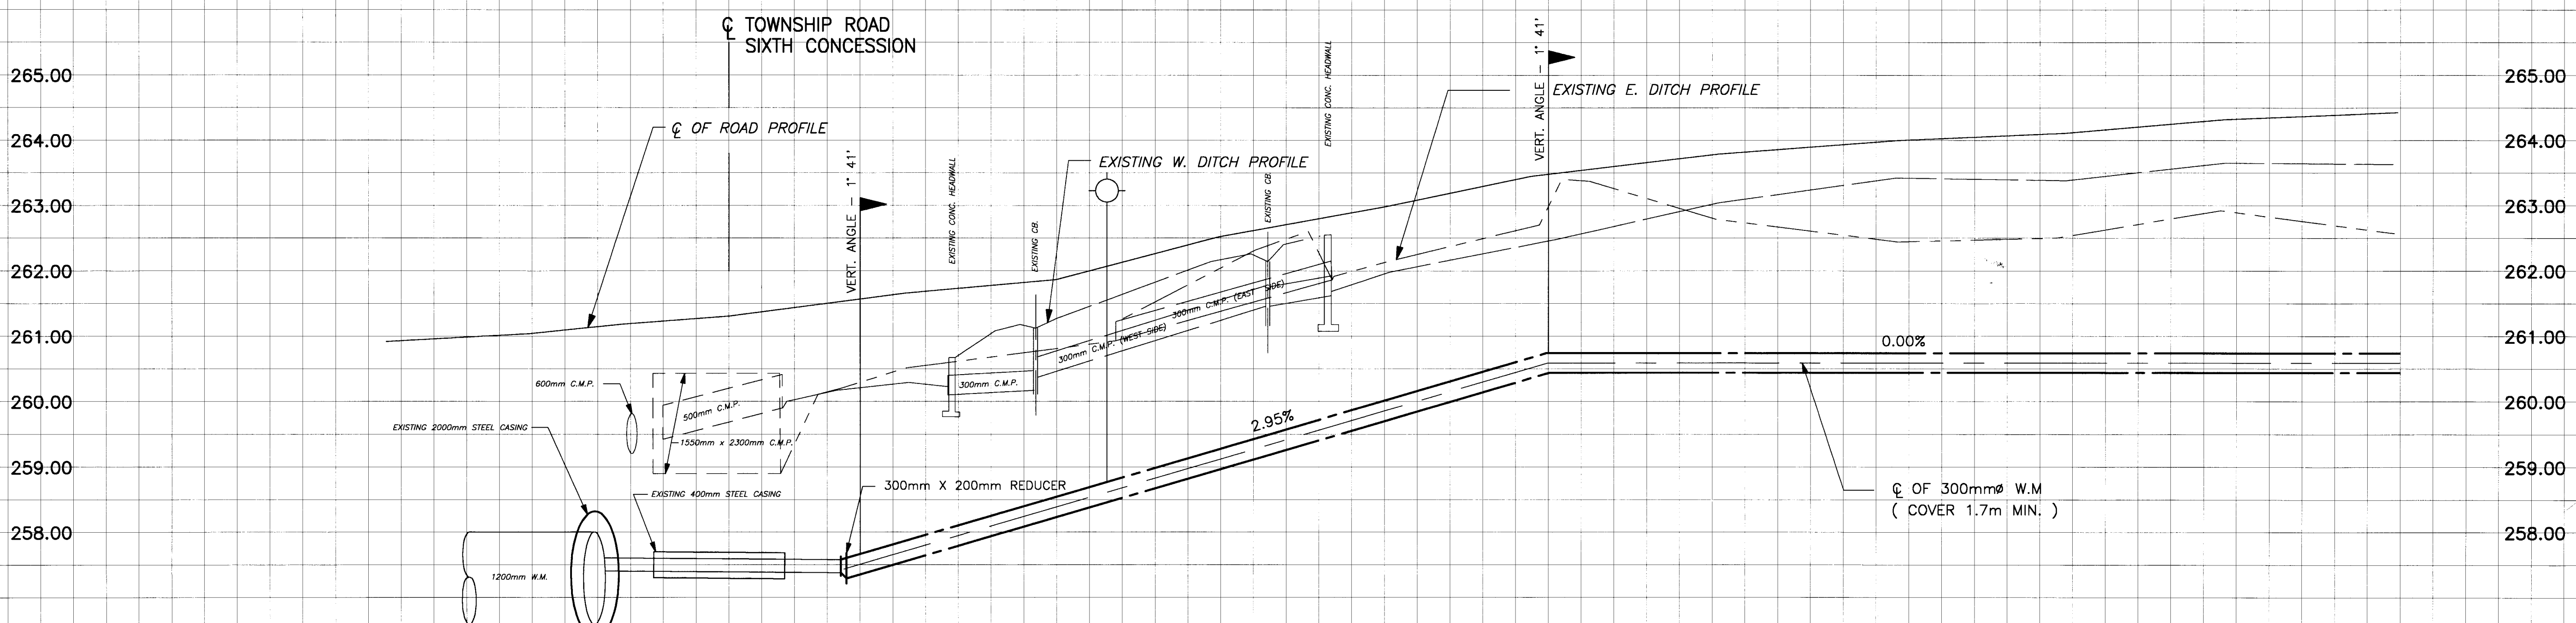 ℄ TOWNSHIP ROAD
SIXTH CONCESSION
265.00
264.00
263.00
262.00
261.00
260.00
259.00
258.00
℄ OF ROAD PROFILE
VERT. ANGLE - 1° 41'
EXISTING CONC. HEADWALL
EXISTING CB.
EXISTING W. DITCH PROFILE
EXISTING CB.
EXISTING CONC. HEADWALL
VERT. ANGLE - 1° 41'
EXISTING E. DITCH PROFILE
300mm C.M.P. (EAST SIDE)
300mm C.M.P. (WEST SIDE)
300mm C.M.P.
600mm C.M.P.
500mm C.M.P.
1550mm x 2300mm C.M.P.
EXISTING 2000mm STEEL CASING
EXISTING 400mm STEEL CASING
1200mm W.M.
300mm X 200mm REDUCER
2.95%
0.00%
℄ OF 300mmø W.M
( COVER 1.7m MIN. )
265.00
264.00
263.00
262.00
261.00
260.00
259.00
258.00